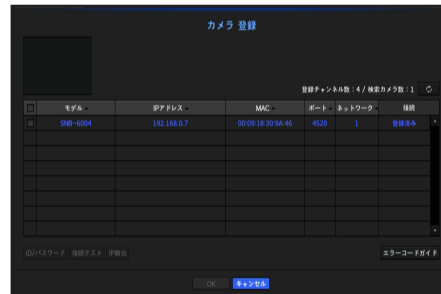 カメラ 登録
登録チャンネル数 : 4 / 検索カメラ数 : 1
モデル IPアドレス MAC ポート ネットワーク 接続
SNB-6004 192.168.0.7 00:09:18:30:9A:46 4520 1 登録済み
ID/パスワード 接続テスト IP割当 エラーコードガイド
OK キャンセル